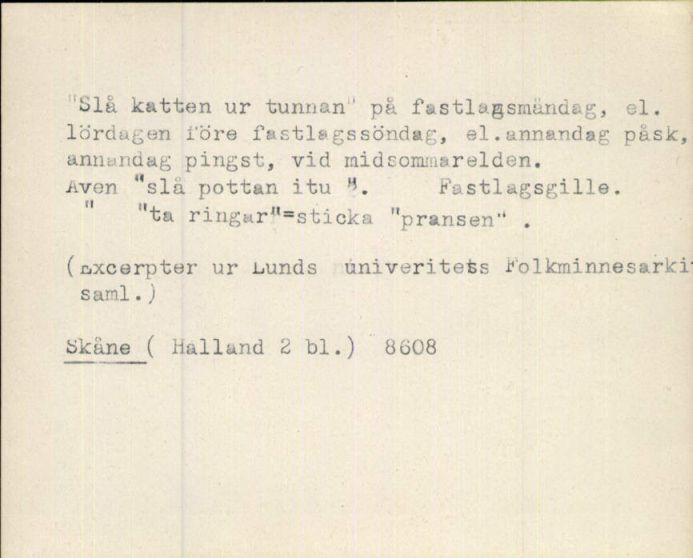 "Slå katten ur tunnan" på fastlagsmåndag, el.
lördagen före fastlagssöndag, el.annandag påsk,
annandag pingst, vid midsommarelden.
Även "slå pottan itu ". Fastlagsgille.
" "ta ringar"=sticka "pransen" .
(Excerpter ur Lunds univeritets Folkminnesarki
saml.)
Skåne ( Halland 2 bl.) 8608